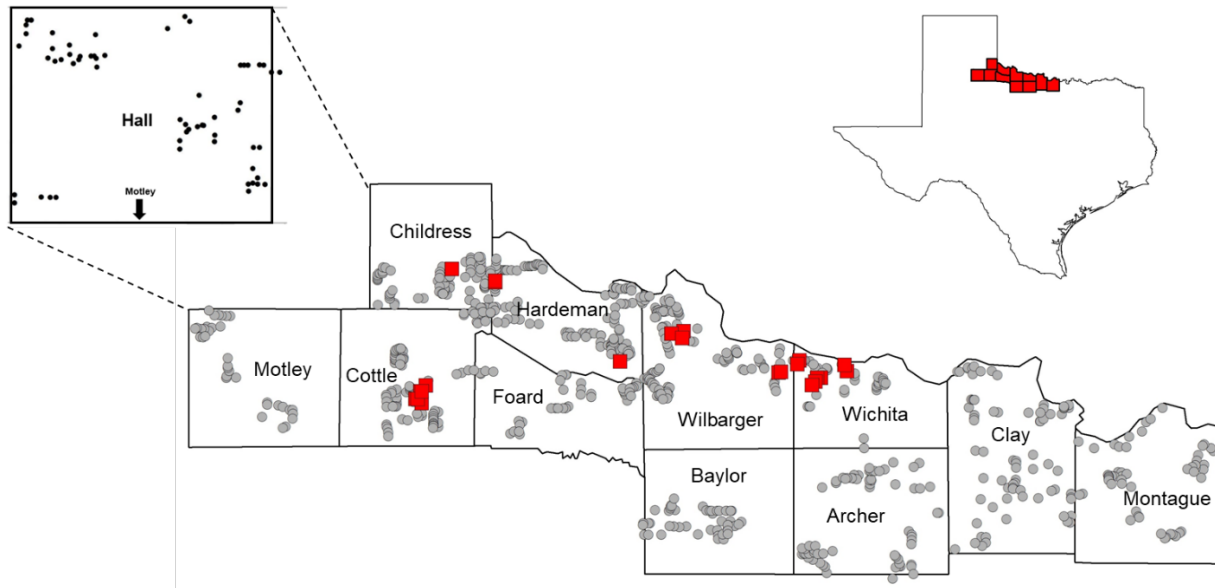 Hall
Motley
Childress
Hardeman
Motley
Cottle
Foard
Wilbarger
Wichita
Clay
Baylor
Archer
Montague